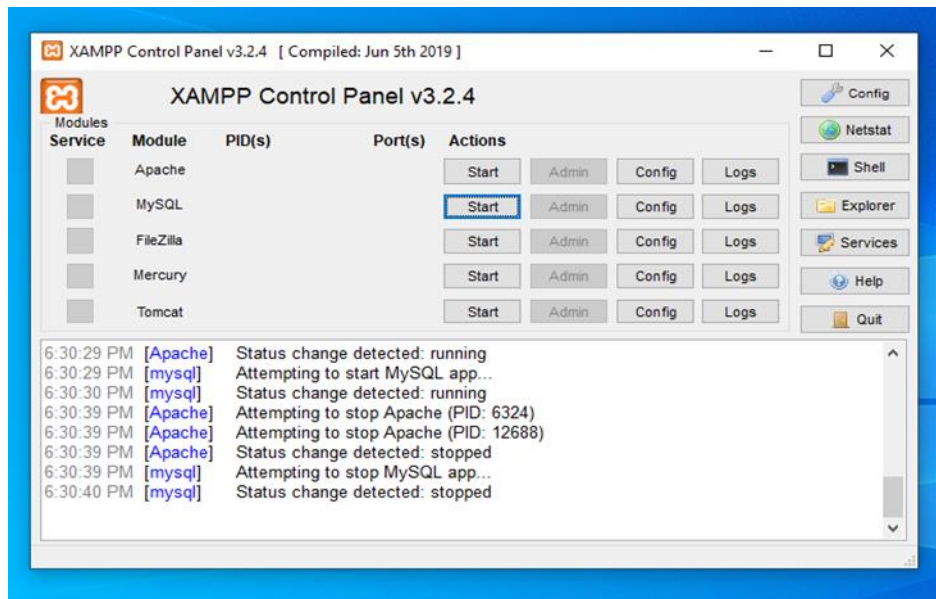 XAMPP Control Panel v3.2.4 [ Compiled: Jun 5th 2019 ]
XAMPP Control Panel v3.2.4
Config
Modules
Service Module PID(s) Port(s) Actions
Netstat
Apache Start Admin Config Logs
Shell
MySQL Start Admin Config Logs
Explorer
FileZilla Start Admin Config Logs
Services
Mercury Start Admin Config Logs
Help
Tomcat Start Admin Config Logs
Quit
6:30:29 PM [Apache] Status change detected: running
6:30:29 PM [mysql] Attempting to start MySQL app...
6:30:30 PM [mysql] Status change detected: running
6:30:39 PM [Apache] Attempting to stop Apache (PID: 6324)
6:30:39 PM [Apache] Attempting to stop Apache (PID: 12688)
6:30:39 PM [Apache] Status change detected: stopped
6:30:39 PM [mysql] Attempting to stop MySQL app...
6:30:40 PM [mysql] Status change detected: stopped